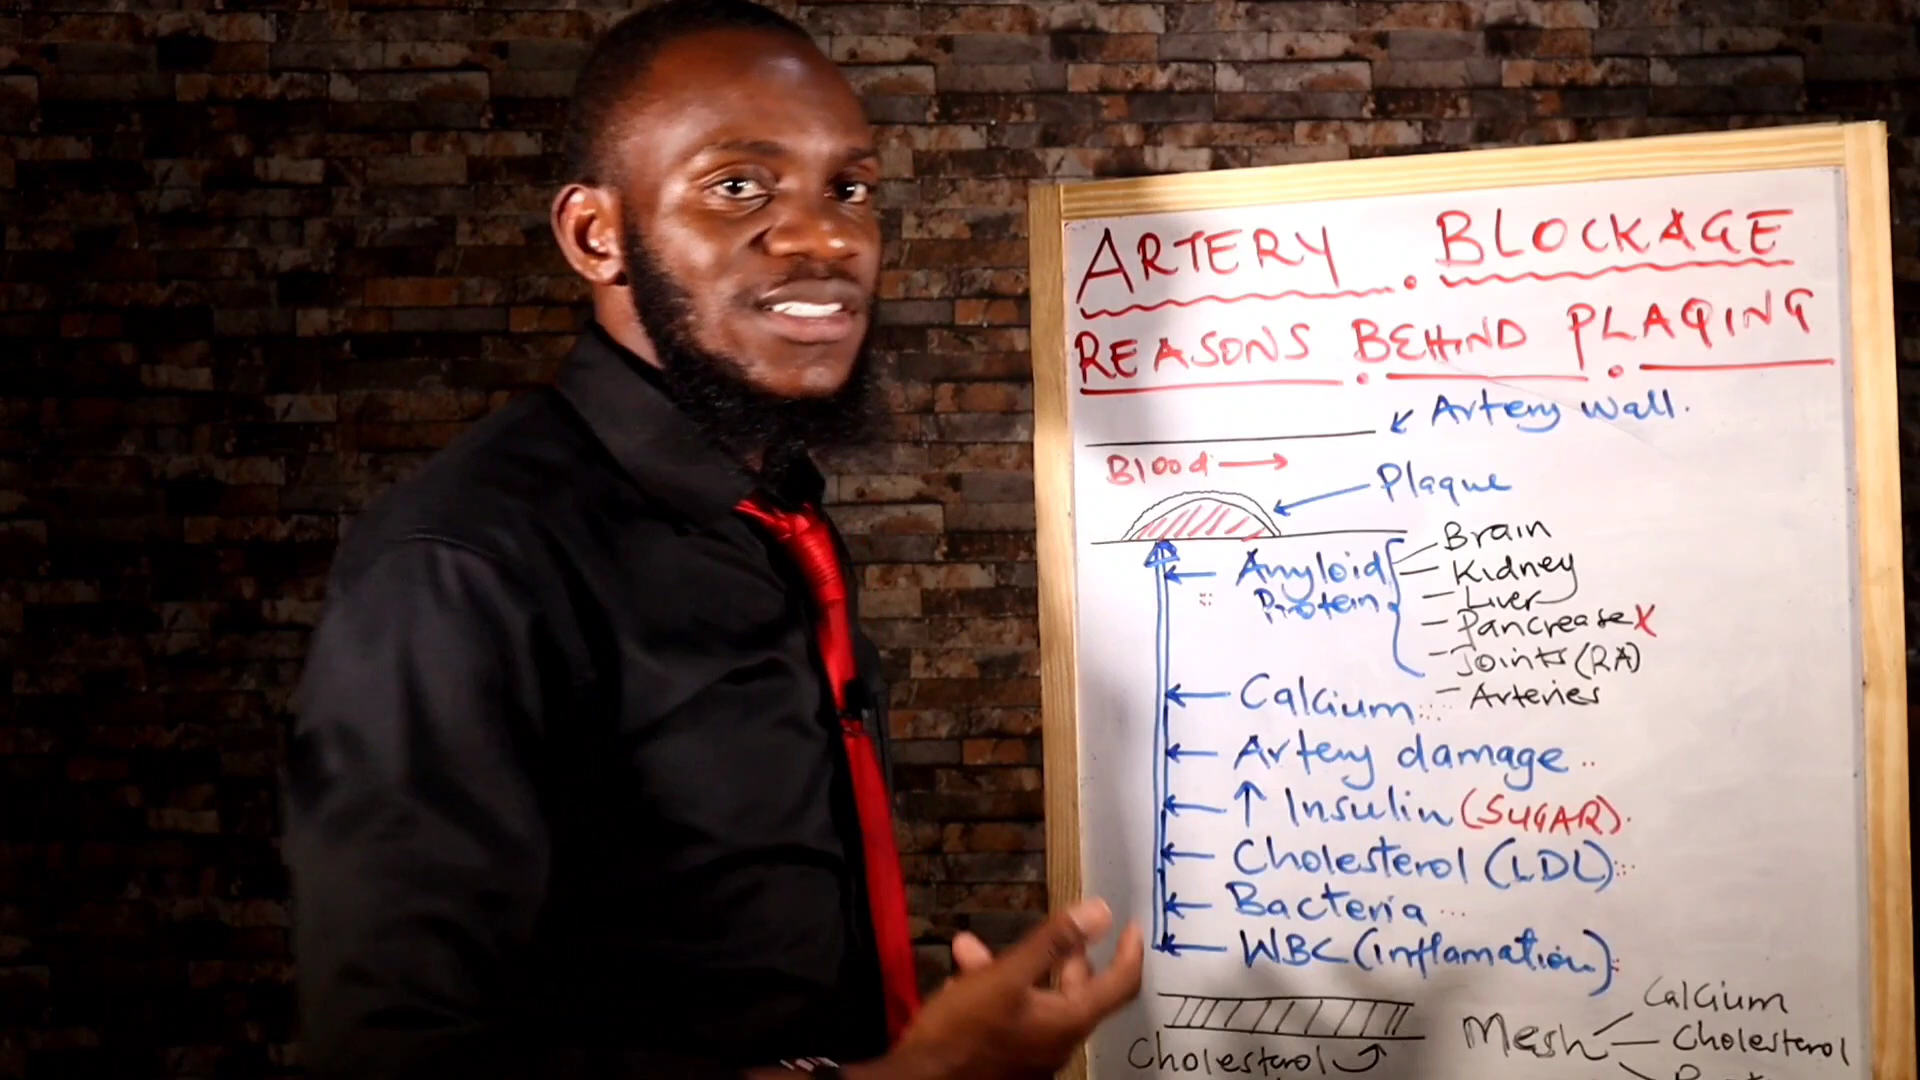 ARTERY. BLOCKAGE
REASONS BEHIND PLAQING
Artery Wall.
Blood
Plaque
Amyloid
Protein
Brain
Kidney
Liver
Pancrease X
Joints (RA)
Arteries
Calcium
Artery damage
↑ Insulin (SUGAR).
Cholesterol (LDL)
Bacteria
WBC (inflamation)
Cholesterol
Mesh
Calcium
Cholesterol